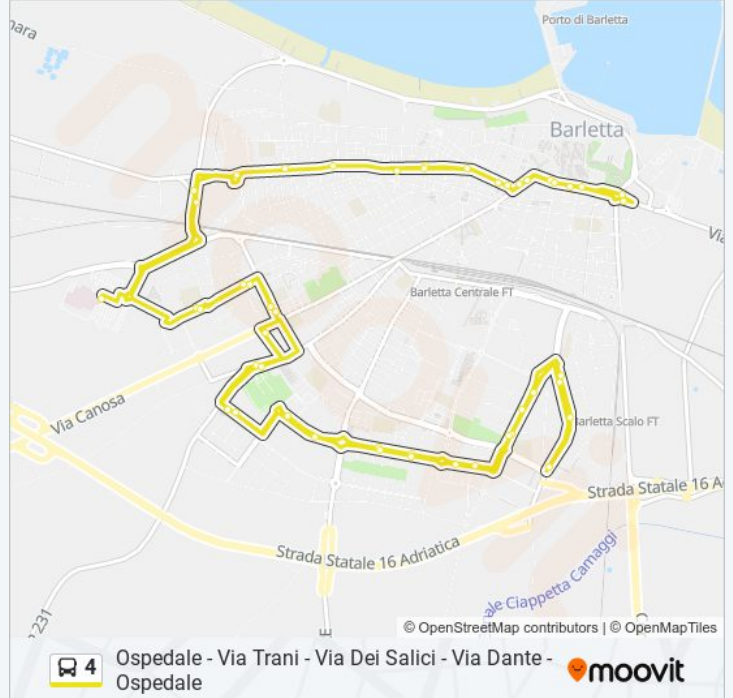 nara
Porto di Barletta
Barletta
Via
Barletta Centrale FT
Via Canosa
Barletta Scalo FT
Strada Statale 16 A
Strada Statale 16 Adriatica
ale Ciappetta Camaggi
231
E
© OpenStreetMap contributors | © OpenMapTiles
4
Ospedale - Via Trani - Via Dei Salici - Via Dante -
Ospedale
moovit